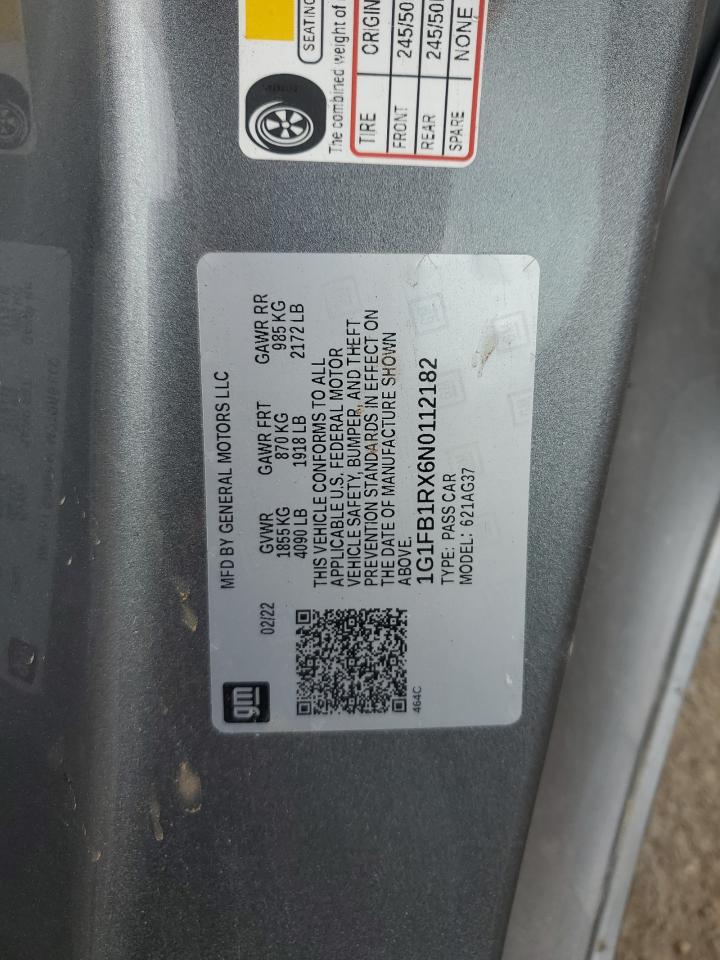 SEATING
The combined weight of
TIRE ORIGIN
FRONT 245/50
REAR 245/50
SPARE NONE
MFD BY GENERAL MOTORS LLC
02/22
GVWR GAWR FRT GAWR RR
1855 KG 870 KG 985 KG
4090 LB 1918 LB 2172 LB
THIS VEHICLE CONFORMS TO ALL
APPLICABLE U.S. FEDERAL MOTOR
VEHICLE SAFETY, BUMPER, AND THEFT
PREVENTION STANDARDS IN EFFECT ON
THE DATE OF MANUFACTURE SHOWN
ABOVE.
1G1FB1RX6N0112182
TYPE: PASS CAR
MODEL: 621AG37
gm
464C